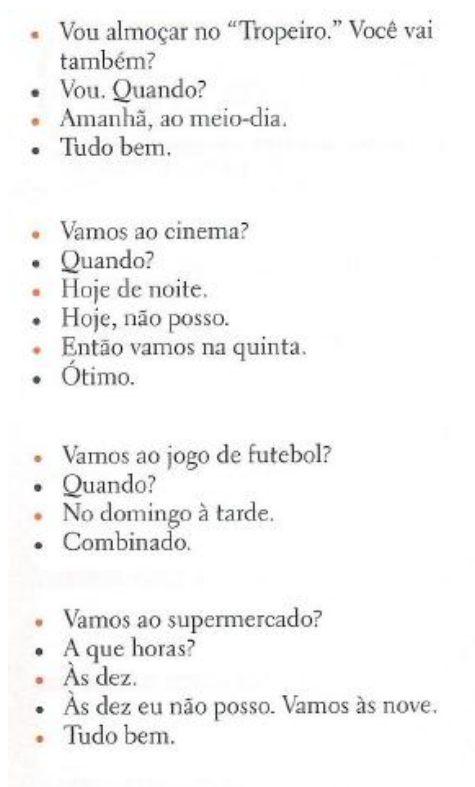 • Vou almoçar no “Tropeiro.” Você vai
também?
• Vou. Quando?
• Amanhã, ao meio-dia.
• Tudo bem.
• Vamos ao cinema?
• Quando?
• Hoje de noite.
• Hoje, não posso.
• Então vamos na quinta.
• Ótimo.
• Vamos ao jogo de futebol?
• Quando?
• No domingo à tarde.
• Combinado.
• Vamos ao supermercado?
• A que horas?
• Às dez.
• Às dez eu não posso. Vamos às nove.
• Tudo bem.